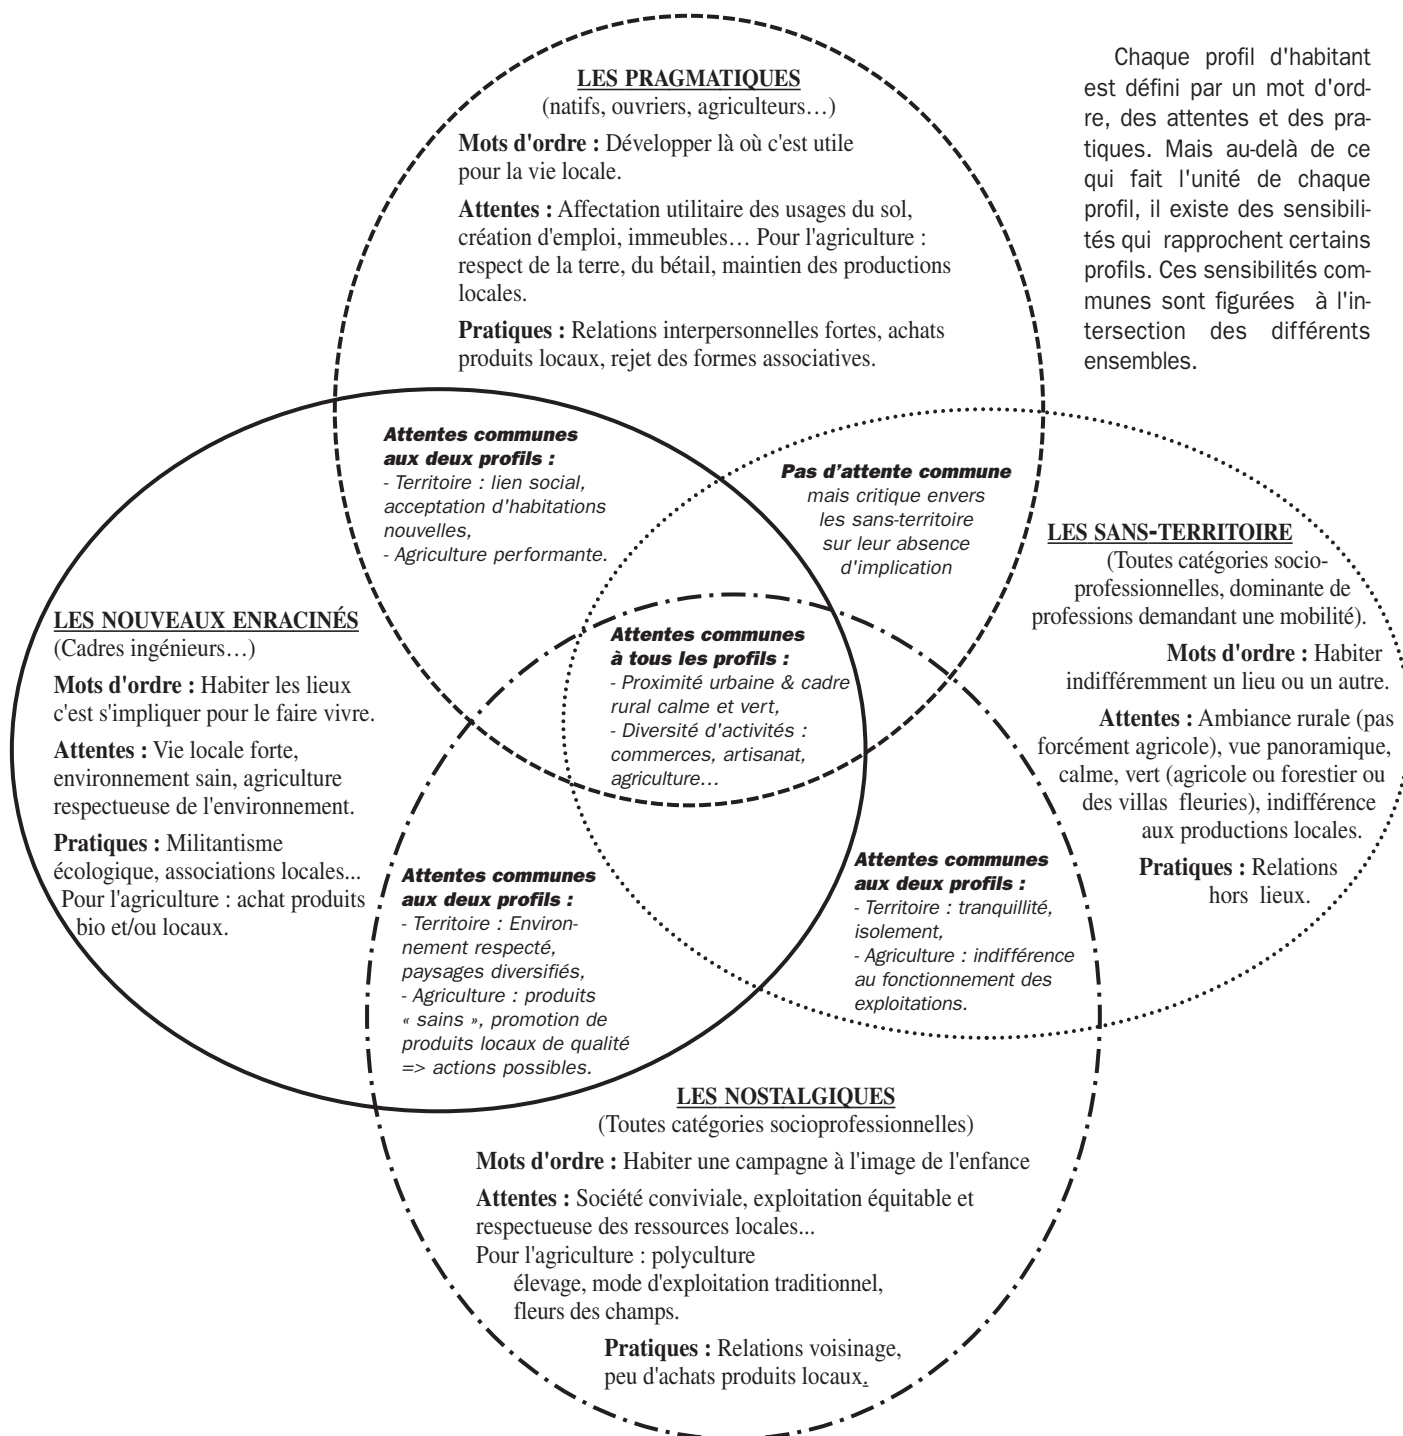 LES PRAGMATIQUES
(natifs, ouvriers, agriculteurs…)
Mots d'ordre : Développer là où c'est utile
pour la vie locale.
Attentes : Affectation utilitaire des usages du sol,
création d'emploi, immeubles… Pour l'agriculture :
respect de la terre, du bétail, maintien des productions
locales.
Pratiques : Relations interpersonnelles fortes, achats
produits locaux, rejet des formes associatives.
Chaque profil d'habitant
est défini par un mot d'ord-
re, des attentes et des pra-
tiques. Mais au-delà de ce
qui fait l'unité de chaque
profil, il existe des sensibili-
tés qui rapprochent certains
profils. Ces sensibilités com-
munes sont figurées à l'in-
tersection des différents
ensembles.
Attentes communes
aux deux profils :
- Territoire : lien social,
acceptation d'habitations
nouvelles,
- Agriculture performante.
Pas d'attente commune
mais critique envers
les sans-territoire
sur leur absence
d'implication
LES NOUVEAUX ENRACINÉS
(Cadres ingénieurs…)
Mots d'ordre : Habiter les lieux
c'est s'impliquer pour le faire vivre.
Attentes : Vie locale forte,
environnement sain, agriculture
respectueuse de l'environnement.
Pratiques : Militantisme
écologique, associations locales...
Pour l'agriculture : achat produits
bio et/ou locaux.
Attentes communes
à tous les profils :
- Proximité urbaine & cadre
rural calme et vert,
- Diversité d'activités :
commerces, artisanat,
agriculture…
LES SANS-TERRITOIRE
(Toutes catégories socio-
professionnelles, dominante de
professions demandant une mobilité).
Mots d'ordre : Habiter
indifféremment un lieu ou un autre.
Attentes : Ambiance rurale (pas
forcément agricole), vue panoramique,
calme, vert (agricole ou forestier ou
des villas fleuries), indifférence
aux productions locales.
Pratiques : Relations
hors lieux.
Attentes communes
aux deux profils :
- Territoire : Environ-
nement respecté,
paysages diversifiés,
- Agriculture : produits
« sains », promotion de
produits locaux de qualité
=> actions possibles.
Attentes communes
aux deux profils :
- Territoire : tranquillité,
isolement,
- Agriculture : indifférence
au fonctionnement des
exploitations.
LES NOSTALGIQUES
(Toutes catégories socioprofessionnelles)
Mots d'ordre : Habiter une campagne à l'image de l'enfance
Attentes : Société conviviale, exploitation équitable et
respectueuse des ressources locales...
Pour l'agriculture : polyculture
élevage, mode d'exploitation traditionnel,
fleurs des champs.
Pratiques : Relations voisinage,
peu d'achats produits locaux.